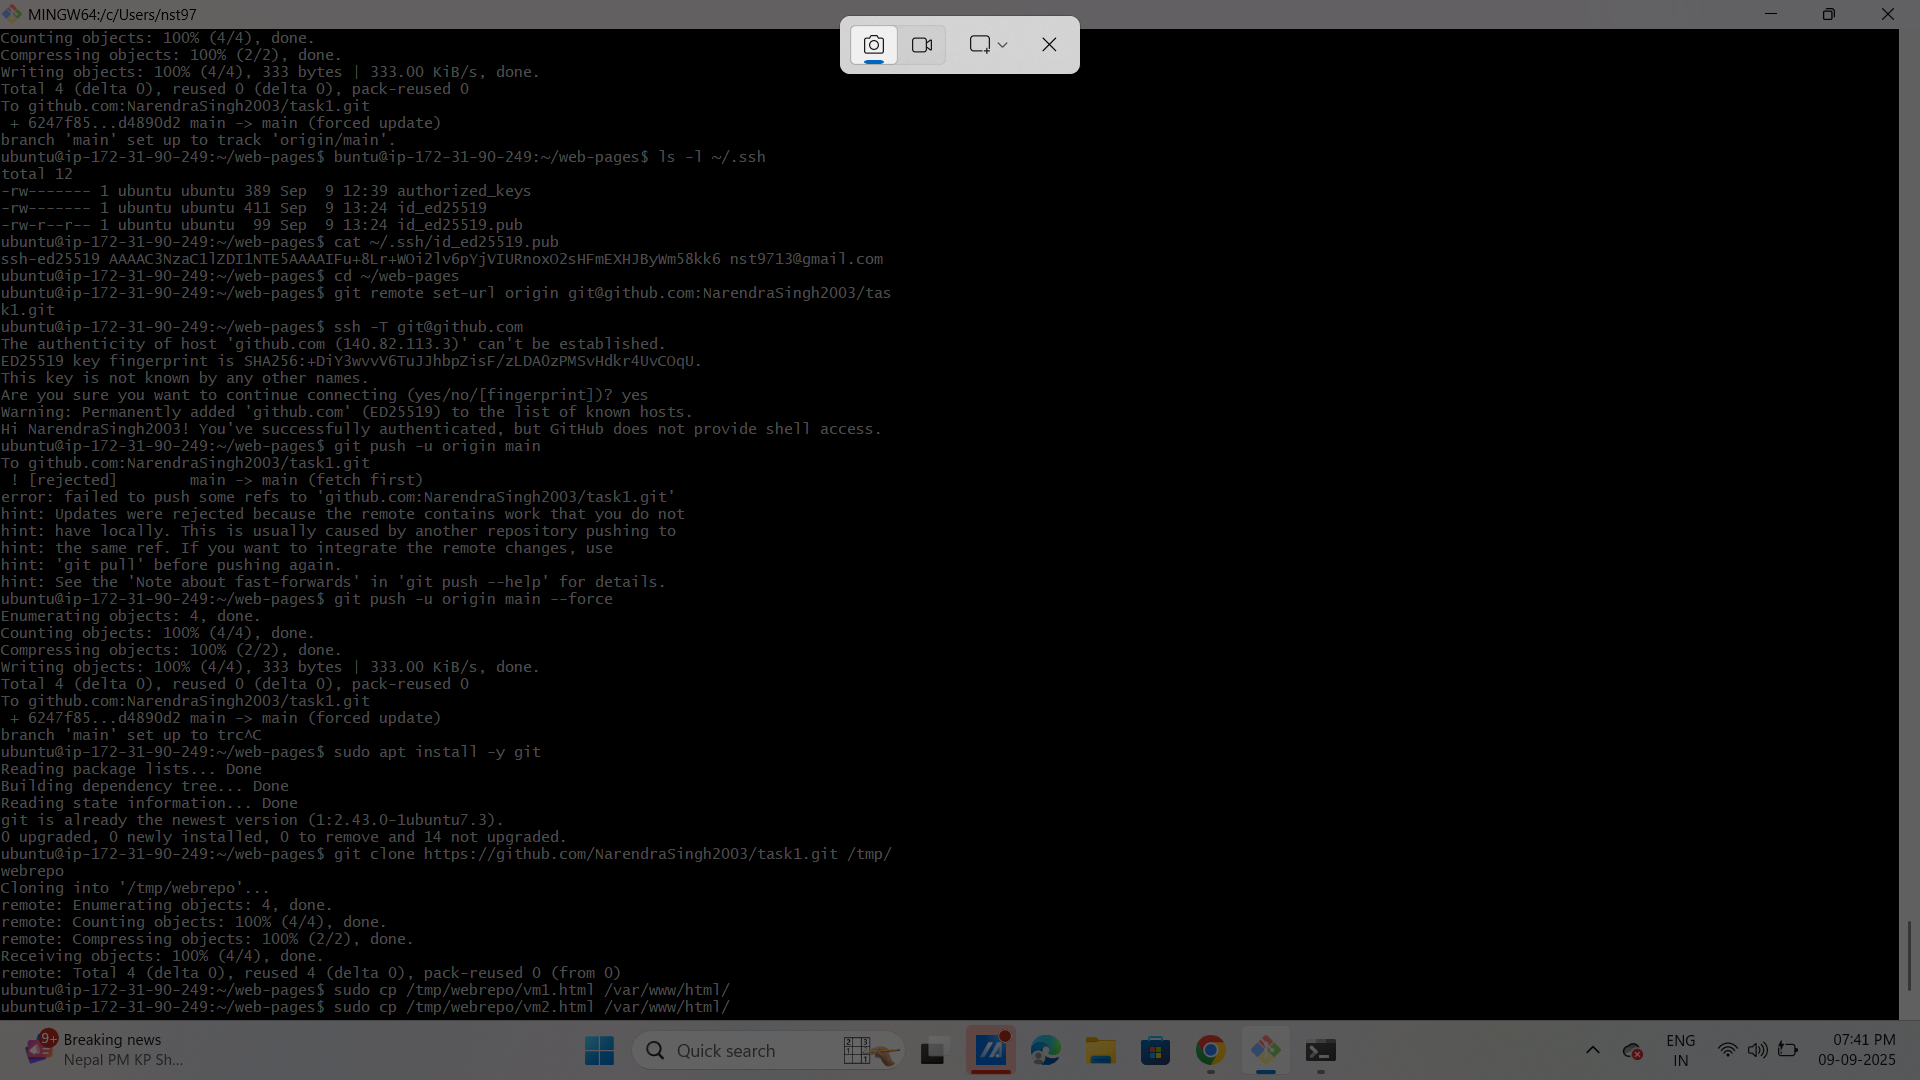 MINGW64:/c/Users/nst97
Counting objects: 100% (4/4), done.
Compressing objects: 100% (2/2), done.
Writing objects: 100% (4/4), 333 bytes | 333.00 KiB/s, done.
Total 4 (delta 0), reused 0 (delta 0), pack-reused 0
To github.com:NarendraSingh2003/task1.git
 + 6247f85...d4890d2 main -> main (forced update)
branch 'main' set up to track 'origin/main'.
ubuntu@ip-172-31-90-249:~/web-pages$ buntu@ip-172-31-90-249:~/web-pages$ ls -l ~/.ssh
total 12
-rw------- 1 ubuntu ubuntu 389 Sep  9 12:39 authorized_keys
-rw------- 1 ubuntu ubuntu 411 Sep  9 13:24 id_ed25519
-rw-r--r-- 1 ubuntu ubuntu  99 Sep  9 13:24 id_ed25519.pub
ubuntu@ip-172-31-90-249:~/web-pages$ cat ~/.ssh/id_ed25519.pub
ssh-ed25519 AAAAC3NzaC1lZDI1NTE5AAAAIFu+8Lr+WOi2lv6pYjVIURnoxO2sHFmEXHJByWm58kk6 nst9713@gmail.com
ubuntu@ip-172-31-90-249:~/web-pages$ cd ~/web-pages
ubuntu@ip-172-31-90-249:~/web-pages$ git remote set-url origin git@github.com:NarendraSingh2003/tas
k1.git
ubuntu@ip-172-31-90-249:~/web-pages$ ssh -T git@github.com
The authenticity of host 'github.com (140.82.113.3)' can't be established.
ED25519 key fingerprint is SHA256:+DiY3wvvV6TuJJhbpZisF/zLDA0zPMSvHdkr4UvCOqU.
This key is not known by any other names.
Are you sure you want to continue connecting (yes/no/[fingerprint])? yes
Warning: Permanently added 'github.com' (ED25519) to the list of known hosts.
Hi NarendraSingh2003! You've successfully authenticated, but GitHub does not provide shell access.
ubuntu@ip-172-31-90-249:~/web-pages$ git push -u origin main
To github.com:NarendraSingh2003/task1.git
 ! [rejected]        main -> main (fetch first)
error: failed to push some refs to 'github.com:NarendraSingh2003/task1.git'
hint: Updates were rejected because the remote contains work that you do not
hint: have locally. This is usually caused by another repository pushing to
hint: the same ref. If you want to integrate the remote changes, use
hint: 'git pull' before pushing again.
hint: See the 'Note about fast-forwards' in 'git push --help' for details.
ubuntu@ip-172-31-90-249:~/web-pages$ git push -u origin main --force
Enumerating objects: 4, done.
Counting objects: 100% (4/4), done.
Compressing objects: 100% (2/2), done.
Writing objects: 100% (4/4), 333 bytes | 333.00 KiB/s, done.
Total 4 (delta 0), reused 0 (delta 0), pack-reused 0
To github.com:NarendraSingh2003/task1.git
 + 6247f85...d4890d2 main -> main (forced update)
branch 'main' set up to trc^C
ubuntu@ip-172-31-90-249:~/web-pages$ sudo apt install -y git
Reading package lists... Done
Building dependency tree... Done
Reading state information... Done
git is already the newest version (1:2.43.0-1ubuntu7.3).
0 upgraded, 0 newly installed, 0 to remove and 14 not upgraded.
ubuntu@ip-172-31-90-249:~/web-pages$ git clone https://github.com/NarendraSingh2003/task1.git /tmp/
webrepo
Cloning into '/tmp/webrepo'...
remote: Enumerating objects: 4, done.
remote: Counting objects: 100% (4/4), done.
remote: Compressing objects: 100% (2/2), done.
Receiving objects: 100% (4/4), done.
remote: Total 4 (delta 0), reused 4 (delta 0), pack-reused 0 (from 0)
ubuntu@ip-172-31-90-249:~/web-pages$ sudo cp /tmp/webrepo/vm1.html /var/www/html/
ubuntu@ip-172-31-90-249:~/web-pages$ sudo cp /tmp/webrepo/vm2.html /var/www/html/
9+
Breaking news
Nepal PM KP Sh...
Quick search
ENG
IN
07:41 PM
09-09-2025